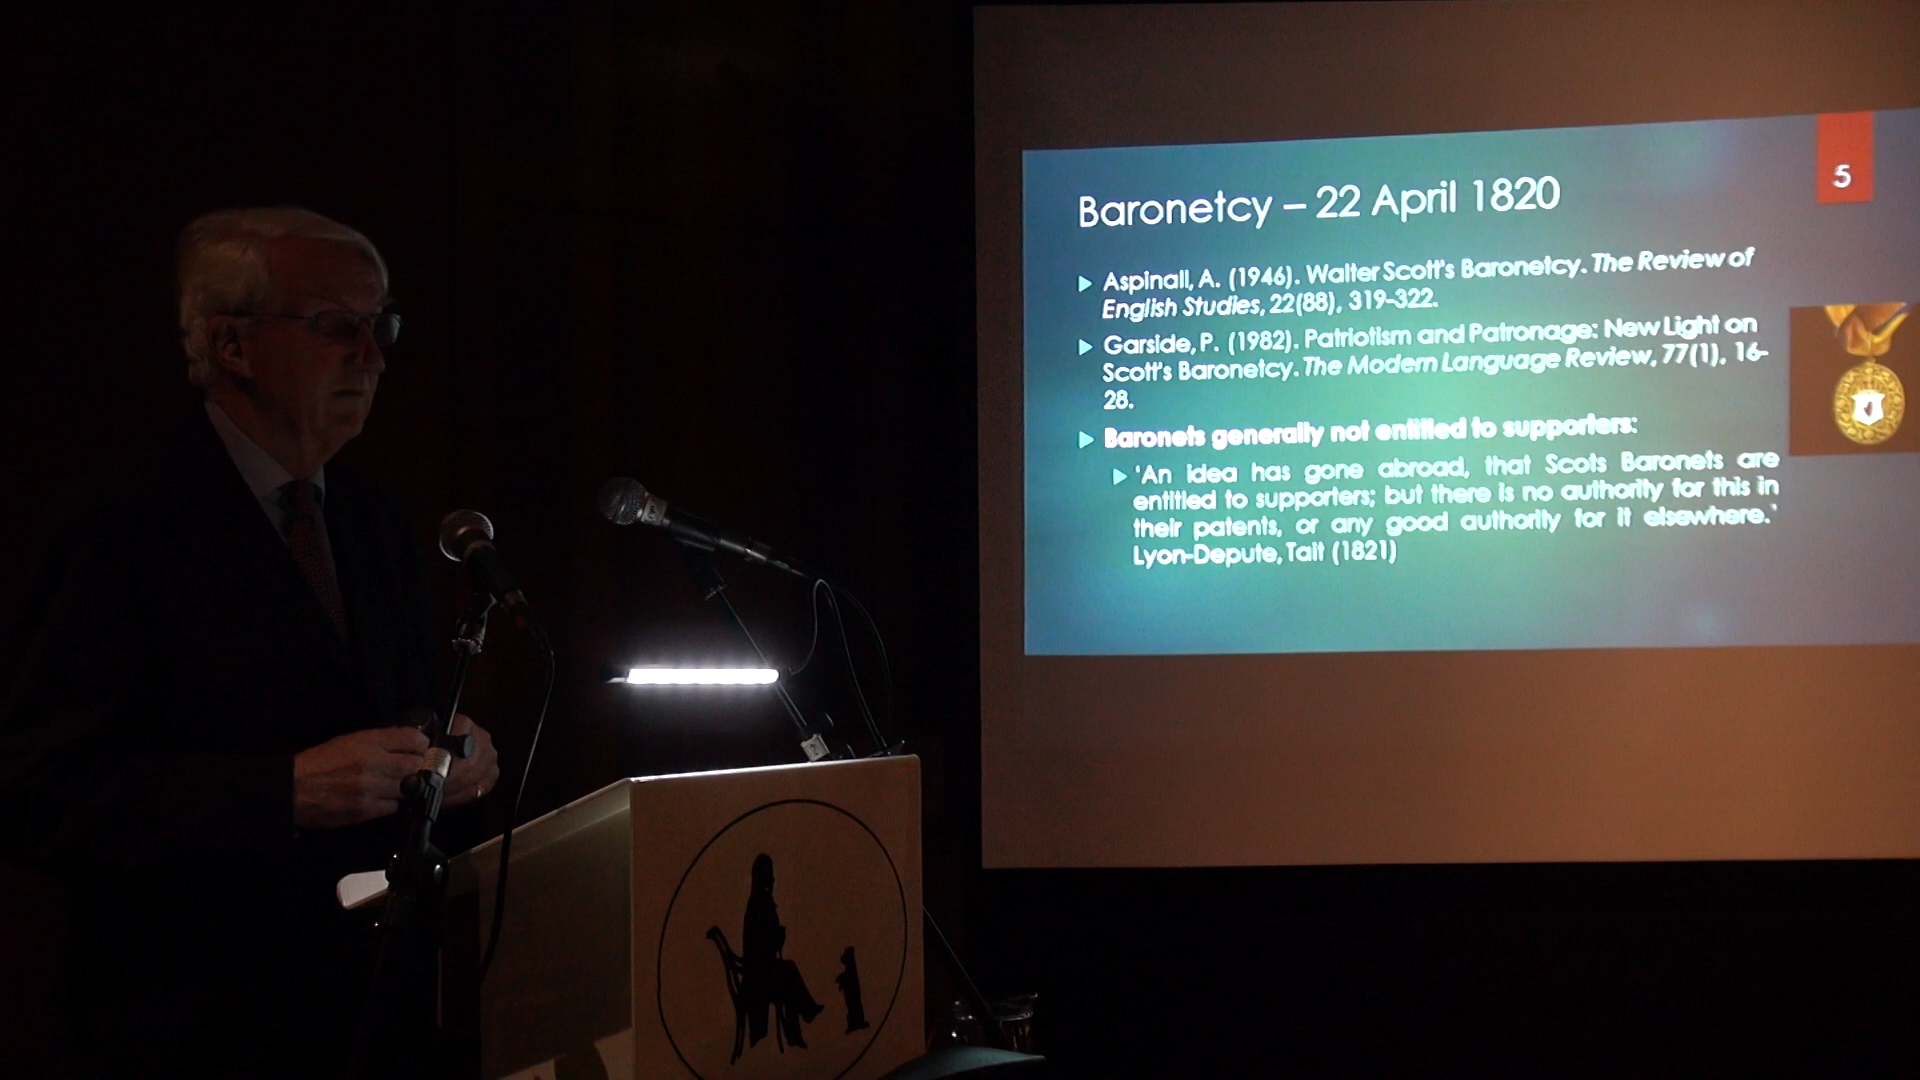 5
Baronetcy – 22 April 1820
Aspinall, A. (1946). Walter Scott's Baronetcy. The Review of
English Studies, 22(88), 319-322.
Garside, P. (1982). Patriotism and Patronage: New Light on
Scott's Baronetcy. The Modern Language Review, 77(1), 16-
28.
Baronets generally not entitled to supporters:
'An idea has gone abroad, that Scots Baronets are
entitled to supporters; but there is no authority for this in
their patents, or any good authority for it elsewhere.'
Lyon-Depute, Tait (1821)